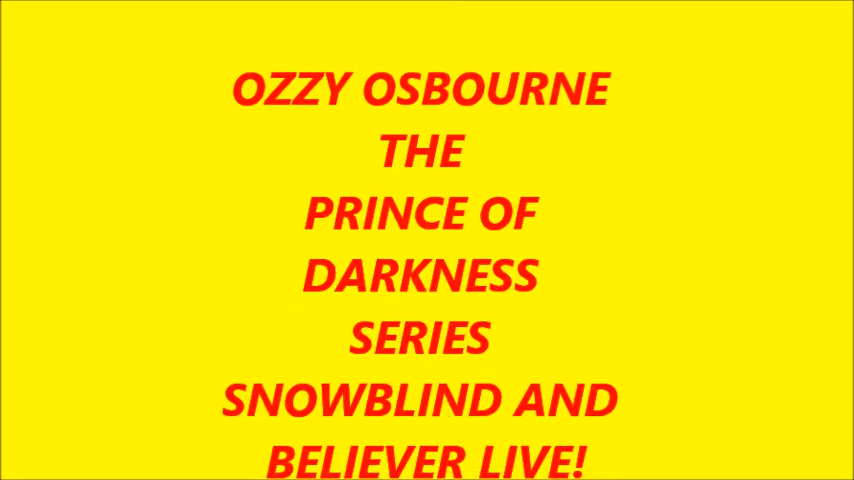 OZZY OSBOURNE
THE
PRINCE OF
DARKNESS
SERIES
SNOWBLIND AND
BELIEVER LIVE!